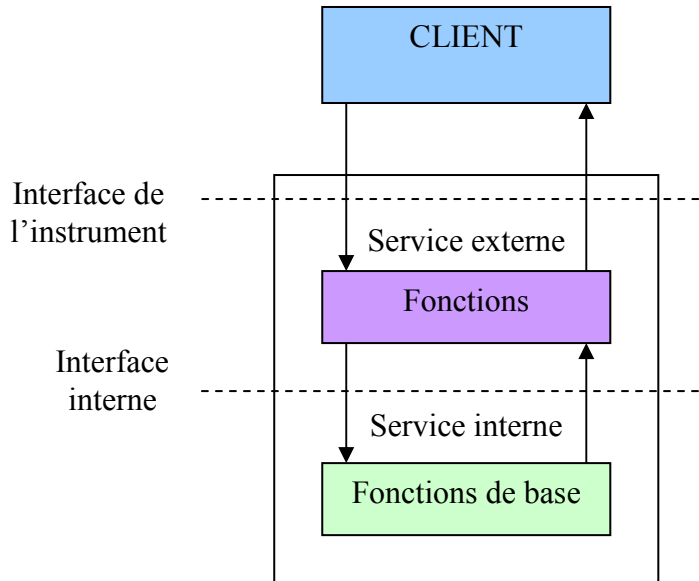 CLIENT
Interface de
l’instrument
Service externe
Fonctions
Interface
interne
Service interne
Fonctions de base